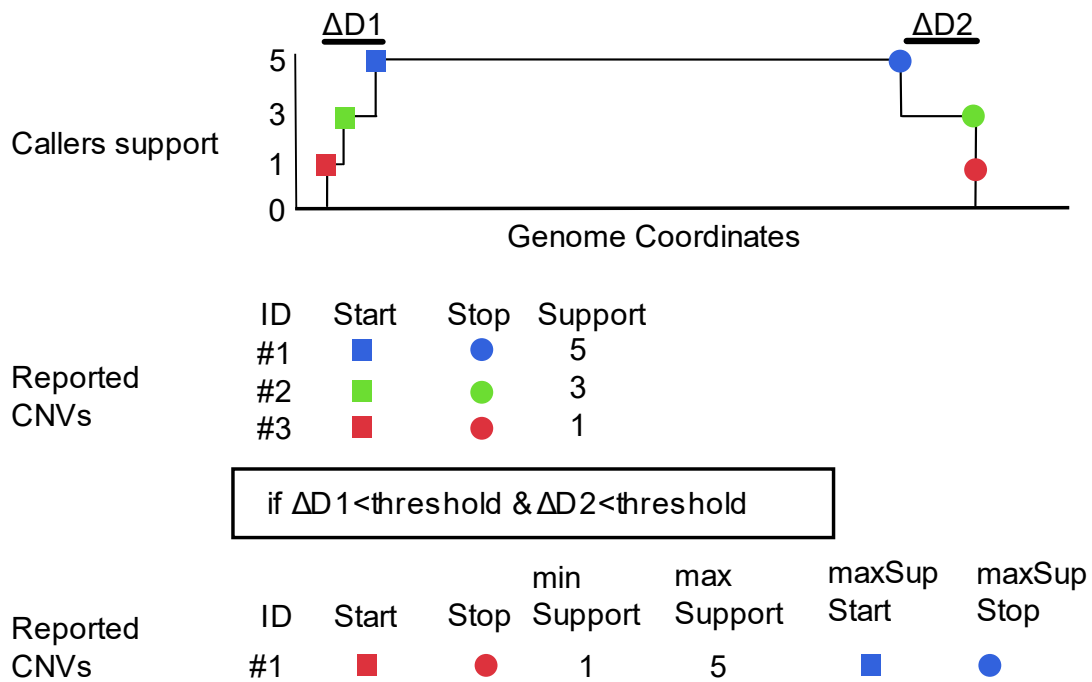 ΔD1
ΔD2
5
3
Callers support
1
0
Genome Coordinates
ID Start Stop Support
#1 5
Reported
CNVs
#2 3
#3 1
if ΔD1<threshold & ΔD2<threshold
min Support
max Support
maxSup Start
maxSup Stop
Reported
CNVs
ID Start Stop
#1 1 5